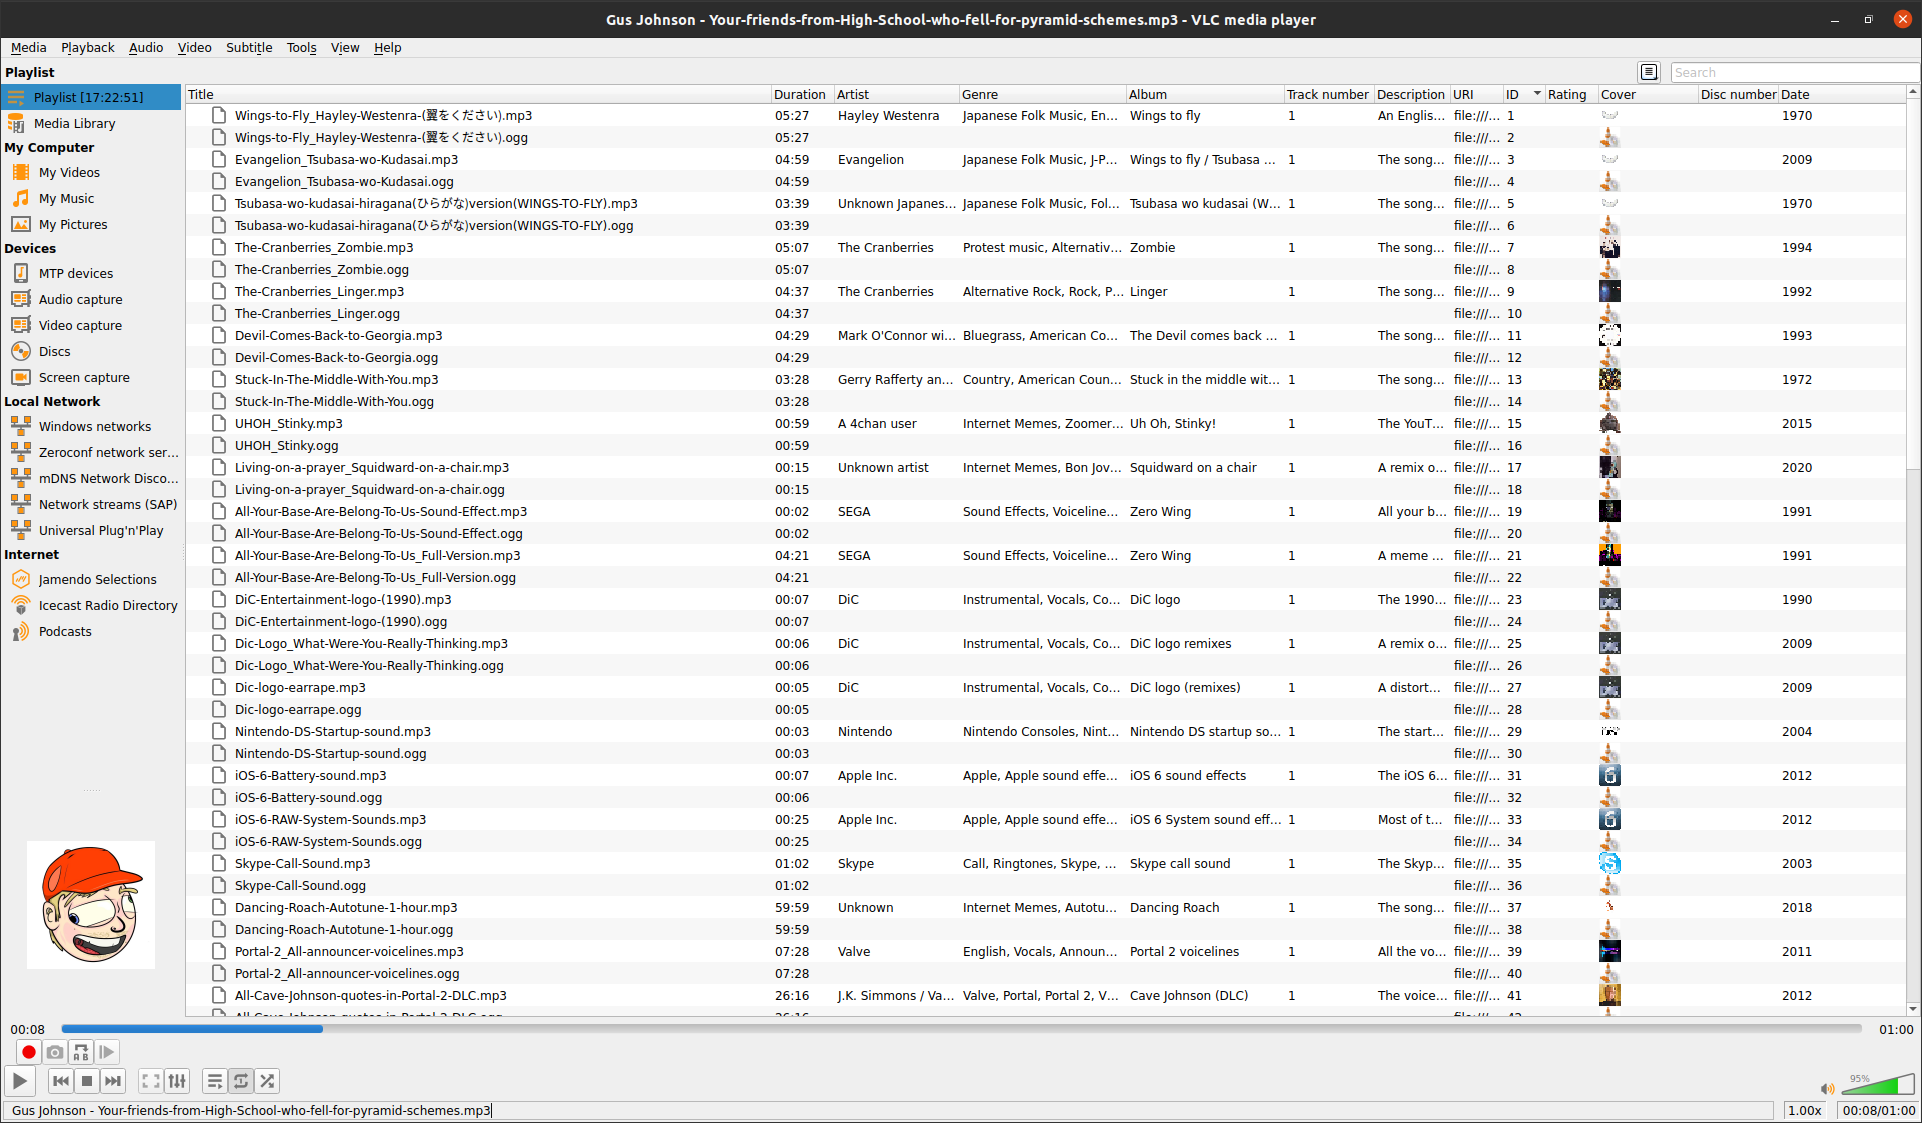 Gus Johnson - Your-friends-from-High-School-who-fell-for-pyramid-schemes.mp3 - VLC media player
Media Playback Audio Video Subtitle Tools View Help
Playlist
Search
Playlist [17:22:51]
Media Library
My Computer
My Videos
My Music
My Pictures
Devices
MTP devices
Audio capture
Video capture
Discs
Screen capture
Local Network
Windows networks
Zeroconf network ser...
mDNS Network Disco...
Network streams (SAP)
Universal Plug'n'Play
Internet
Jamendo Selections
Icecast Radio Directory
Podcasts
Title Duration Artist Genre Album Track number Description URI ID Rating Cover Disc number Date
Wings-to-Fly_Hayley-Westenra-(翼をください).mp3 05:27 Hayley Westenra Japanese Folk Music, En... Wings to fly 1 An Englis... file:///... 1 1970
Wings-to-Fly_Hayley-Westenra-(翼をください).ogg 05:27 file:///... 2
Evangelion_Tsubasa-wo-Kudasai.mp3 04:59 Evangelion Japanese Folk Music, J-P... Wings to fly / Tsubasa ... 1 The song... file:///... 3 2009
Evangelion_Tsubasa-wo-Kudasai.ogg 04:59 file:///... 4
Tsubasa-wo-kudasai-hiragana(ひらがな)version(WINGS-TO-FLY).mp3 03:39 Unknown Japanes... Japanese Folk Music, Fol... Tsubasa wo kudasai (W... 1 The song... file:///... 5 1970
Tsubasa-wo-kudasai-hiragana(ひらがな)version(WINGS-TO-FLY).ogg 03:39 file:///... 6
The-Cranberries_Zombie.mp3 05:07 The Cranberries Protest music, Alternativ... Zombie 1 The song... file:///... 7 1994
The-Cranberries_Zombie.ogg 05:07 file:///... 8
The-Cranberries_Linger.mp3 04:37 The Cranberries Alternative Rock, Rock, P... Linger 1 The song... file:///... 9 1992
The-Cranberries_Linger.ogg 04:37 file:///... 10
Devil-Comes-Back-to-Georgia.mp3 04:29 Mark O'Connor wi... Bluegrass, American Co... The Devil comes back ... 1 The song... file:///... 11 1993
Devil-Comes-Back-to-Georgia.ogg 04:29 file:///... 12
Stuck-In-The-Middle-With-You.mp3 03:28 Gerry Rafferty an... Country, American Coun... Stuck in the middle wit... 1 The song... file:///... 13 1972
Stuck-In-The-Middle-With-You.ogg 03:28 file:///... 14
UHOH_Stinky.mp3 00:59 A 4chan user Internet Memes, Zoomer... Uh Oh, Stinky! 1 The YouT... file:///... 15 2015
UHOH_Stinky.ogg 00:59 file:///... 16
Living-on-a-prayer_Squidward-on-a-chair.mp3 00:15 Unknown artist Internet Memes, Bon Jov... Squidward on a chair 1 A remix o... file:///... 17 2020
Living-on-a-prayer_Squidward-on-a-chair.ogg 00:15 file:///... 18
All-Your-Base-Are-Belong-To-Us-Sound-Effect.mp3 00:02 SEGA Sound Effects, Voiceline... Zero Wing 1 All your b... file:///... 19 1991
All-Your-Base-Are-Belong-To-Us-Sound-Effect.ogg 00:02 file:///... 20
All-Your-Base-Are-Belong-To-Us_Full-Version.mp3 04:21 SEGA Sound Effects, Voiceline... Zero Wing 1 A meme ... file:///... 21 1991
All-Your-Base-Are-Belong-To-Us_Full-Version.ogg 04:21 file:///... 22
DiC-Entertainment-logo-(1990).mp3 00:07 DiC Instrumental, Vocals, Co... DiC logo 1 The 1990... file:///... 23 1990
DiC-Entertainment-logo-(1990).ogg 00:07 file:///... 24
Dic-Logo_What-Were-You-Really-Thinking.mp3 00:06 DiC Instrumental, Vocals, Co... DiC logo remixes 1 A remix o... file:///... 25 2009
Dic-Logo_What-Were-You-Really-Thinking.ogg 00:06 file:///... 26
Dic-logo-earrape.mp3 00:05 DiC Instrumental, Vocals, Co... DiC logo (remixes) 1 A distort... file:///... 27 2009
Dic-logo-earrape.ogg 00:05 file:///... 28
Nintendo-DS-Startup-sound.mp3 00:03 Nintendo Nintendo Consoles, Nint... Nintendo DS startup so... 1 The start... file:///... 29 2004
Nintendo-DS-Startup-sound.ogg 00:03 file:///... 30
iOS-6-Battery-sound.mp3 00:07 Apple Inc. Apple, Apple sound effe... iOS 6 sound effects 1 The iOS 6... file:///... 31 2012
iOS-6-Battery-sound.ogg 00:06 file:///... 32
iOS-6-RAW-System-Sounds.mp3 00:25 Apple Inc. Apple, Apple sound effe... iOS 6 System sound eff... 1 Most of t... file:///... 33 2012
iOS-6-RAW-System-Sounds.ogg 00:25 file:///... 34
Skype-Call-Sound.mp3 01:02 Skype Call, Ringtones, Skype, ... Skype call sound 1 The Skyp... file:///... 35 2003
Skype-Call-Sound.ogg 01:02 file:///... 36
Dancing-Roach-Autotune-1-hour.mp3 59:59 Unknown Internet Memes, Autotu... Dancing Roach 1 The song... file:///... 37 2018
Dancing-Roach-Autotune-1-hour.ogg 59:59 file:///... 38
Portal-2_All-announcer-voicelines.mp3 07:28 Valve English, Vocals, Announ... Portal 2 voicelines 1 All the vo... file:///... 39 2011
Portal-2_All-announcer-voicelines.ogg 07:28 file:///... 40
All-Cave-Johnson-quotes-in-Portal-2-DLC.mp3 26:16 J.K. Simmons / Va... Valve, Portal, Portal 2, V... Cave Johnson (DLC) 1 The voice... file:///... 41 2012
All-Cave-Johnson-quotes-in-Portal-2-DLC.ogg 26:16 file:///... 42
00:08 01:00
A B
95%
Gus Johnson - Your-friends-from-High-School-who-fell-for-pyramid-schemes.mp3 1.00x 00:08/01:00